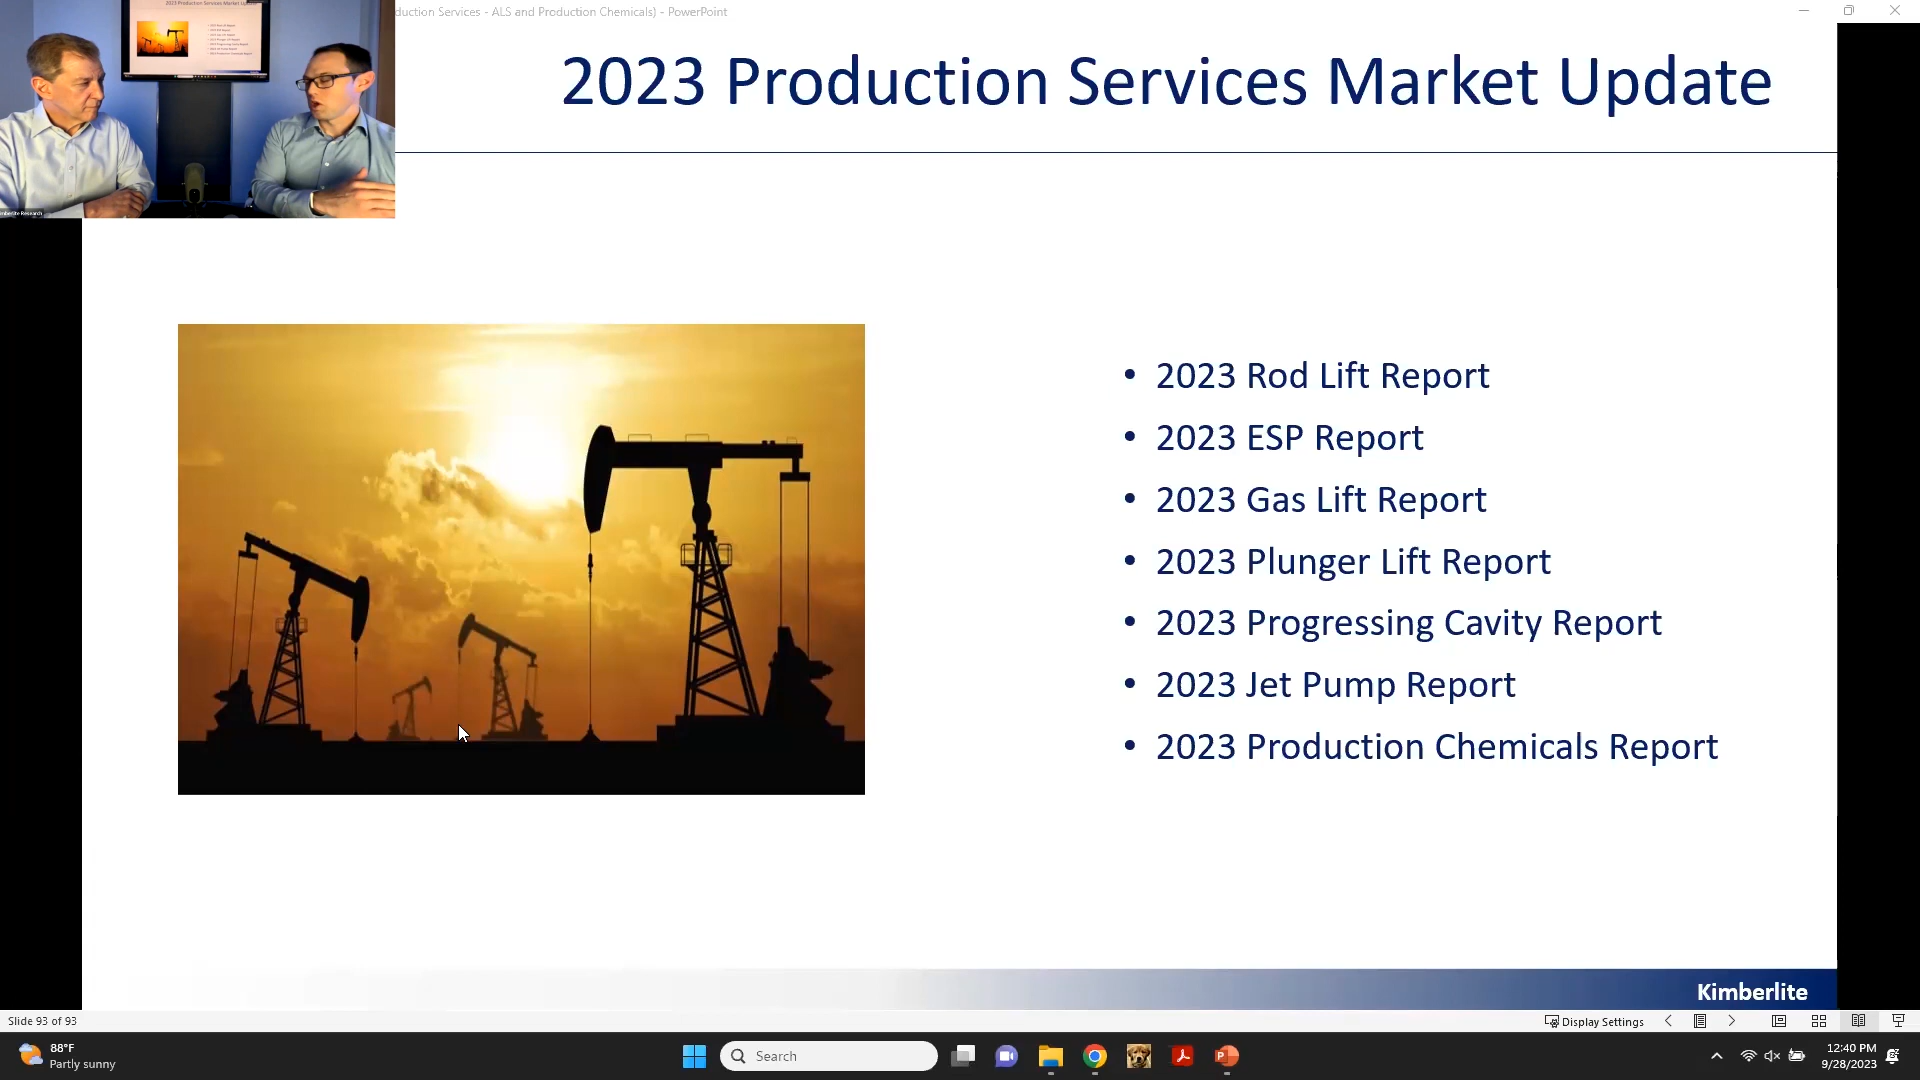 duction Services - ALS and Production Chemicals) - PowerPoint
2023 Production Services Market Update
• 2023 Rod Lift Report
• 2023 ESP Report
• 2023 Gas Lift Report
• 2023 Plunger Lift Report
• 2023 Progressing Cavity Report
• 2023 Jet Pump Report
• 2023 Production Chemicals Report
Kimberlite
Slide 93 of 93
Display Settings
88°F
Partly sunny
Search
12:40 PM
9/28/2023